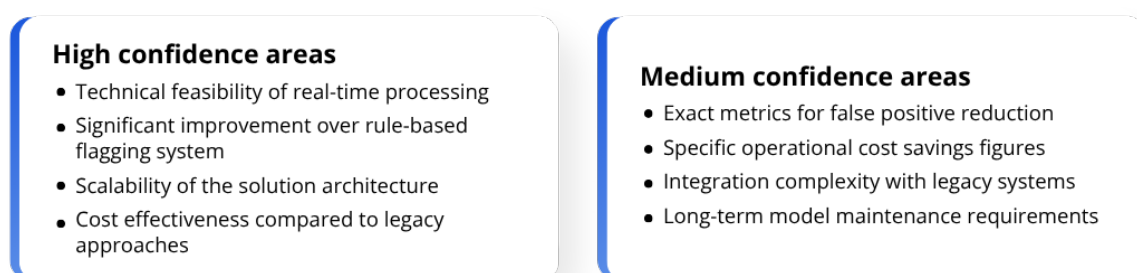 High confidence areas
• Technical feasibility of real-time processing
• Significant improvement over rule-based
flagging system
• Scalability of the solution architecture
• Cost effectiveness compared to legacy
approaches
Medium confidence areas
• Exact metrics for false positive reduction
• Specific operational cost savings figures
• Integration complexity with legacy systems
• Long-term model maintenance requirements